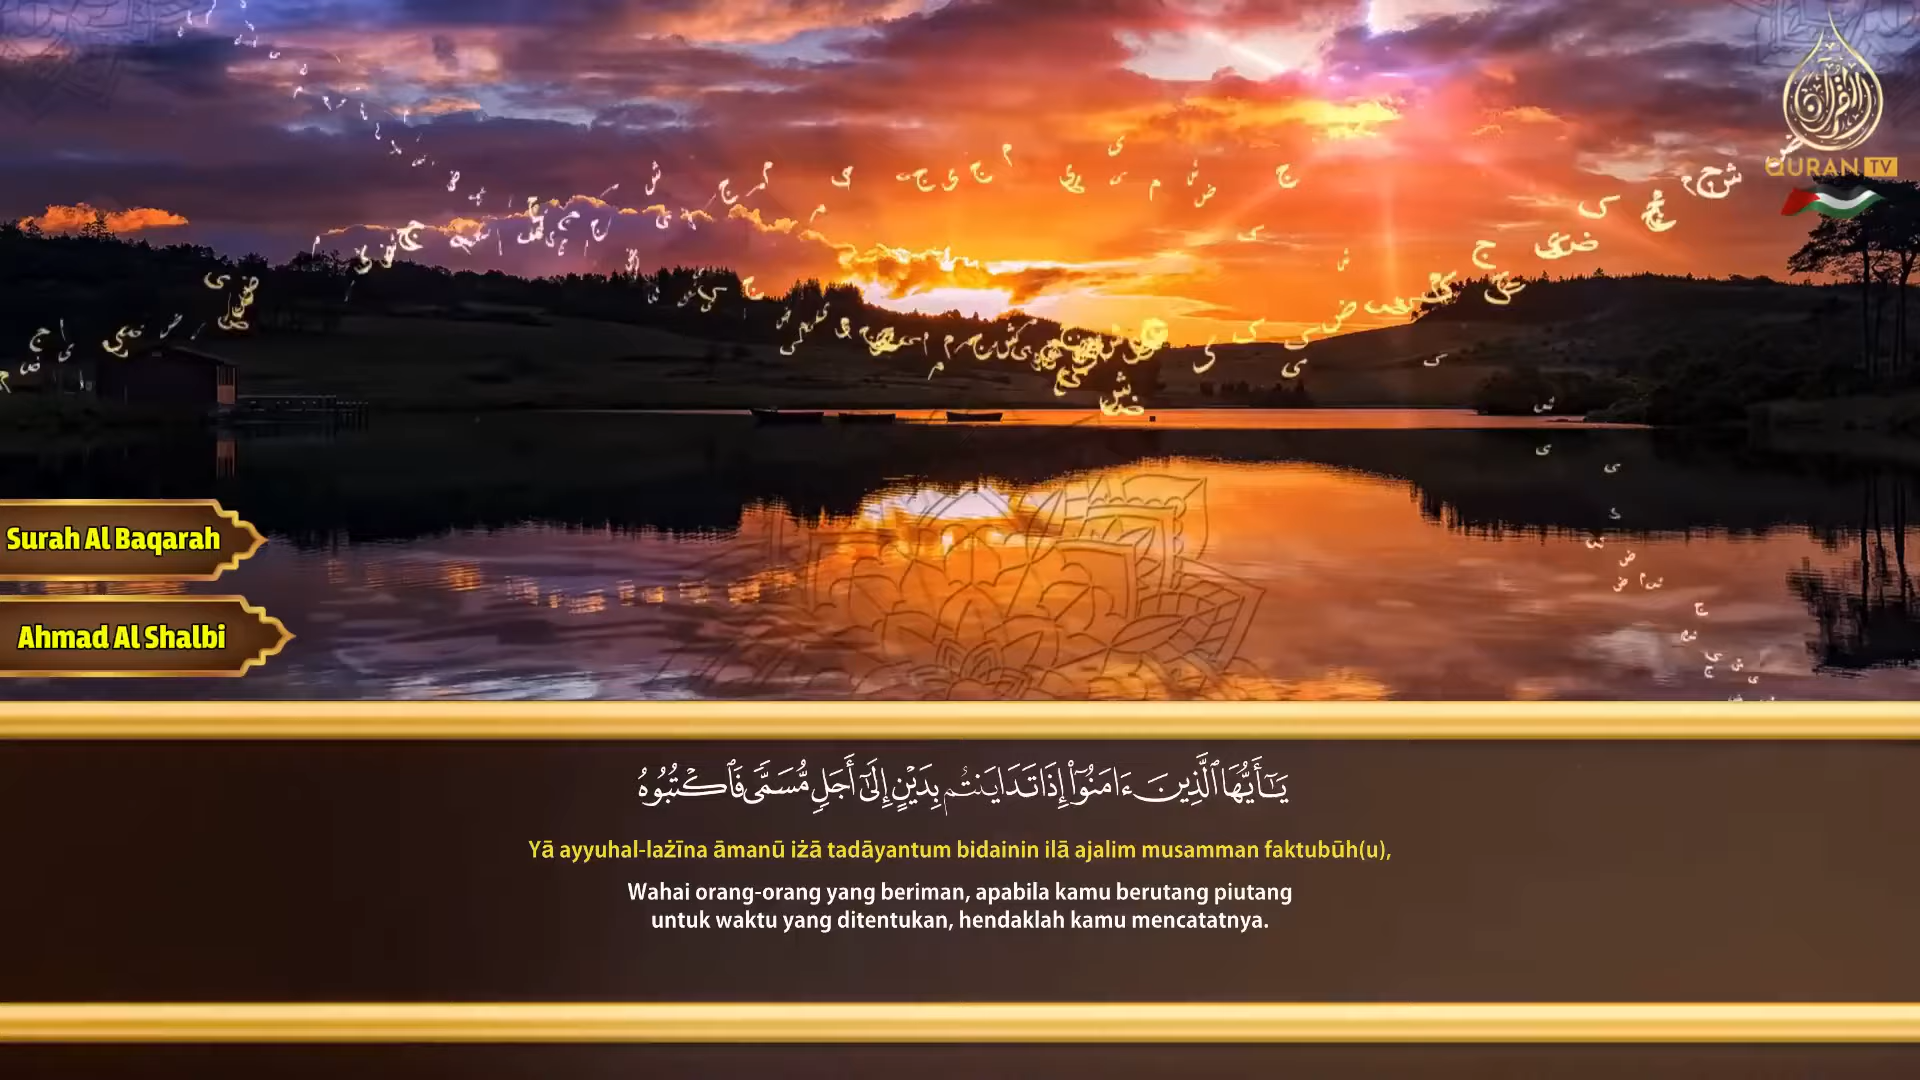 القرآن
QURAN TV
Surah Al Baqarah
Ahmad Al Shalbi
يَـٰٓأَيُّهَا ٱلَّذِينَ ءَامَنُوٓا۟ إِذَا تَدَايَنتُم بِدَيْنٍ إِلَىٰٓ أَجَلٍ مُّسَمًّى فَٱكْتُبُوهُ
Yā ayyuhal-lażīna āmanū iżā tadāyantum bidainin ilā ajalim musamman faktubūh(u),
Wahai orang-orang yang beriman, apabila kamu berutang piutang
untuk waktu yang ditentukan, hendaklah kamu mencatatnya.